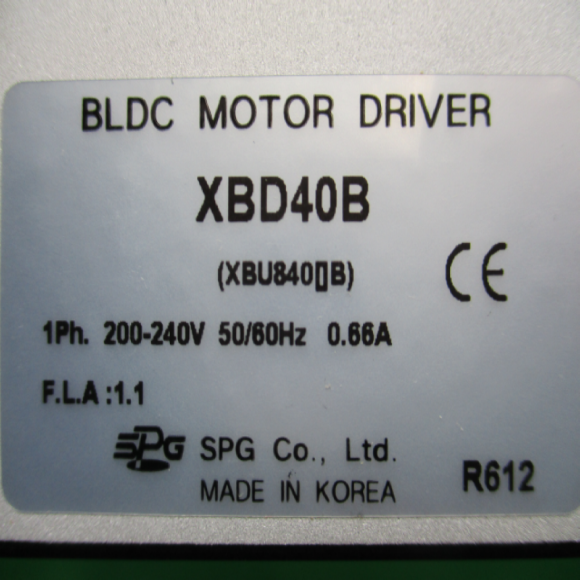 BLDC MOTOR DRIVER
XBD40B
(XBU840▯B)
CE
1Ph. 200-240V 50/60Hz 0.66A
F.L.A :1.1
SPG SPG Co., Ltd.
MADE IN KOREA
R612